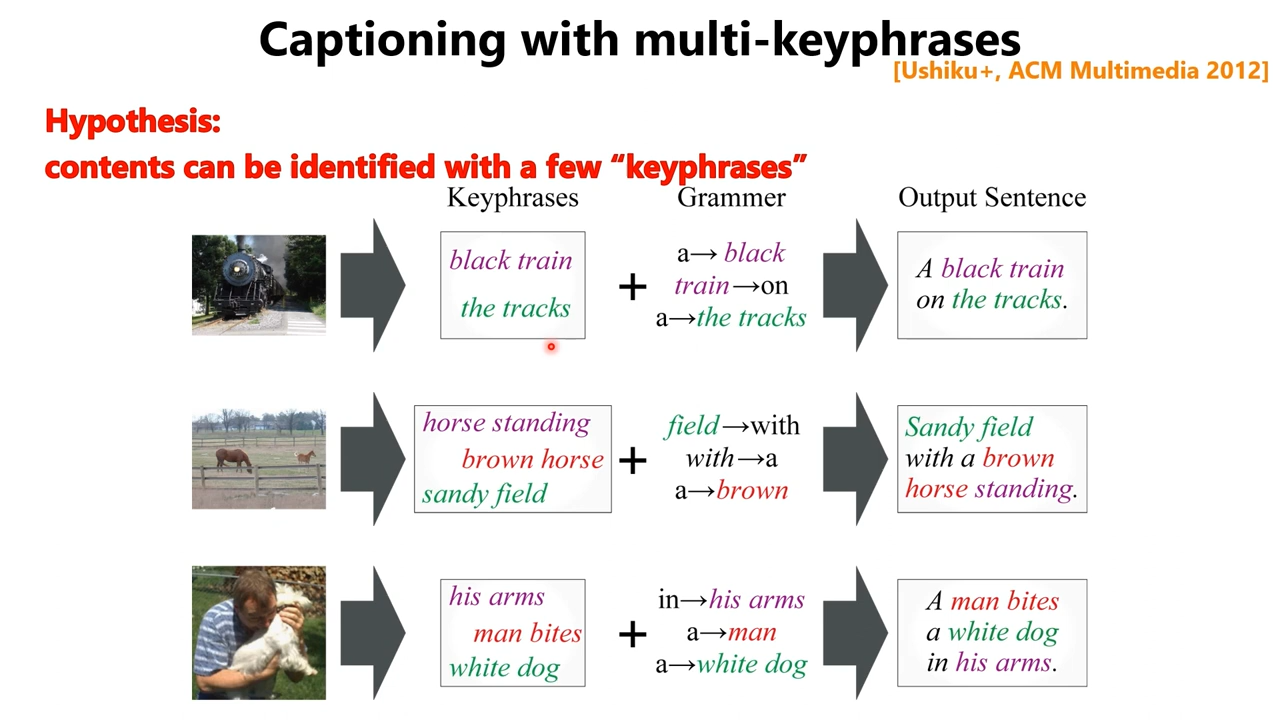 Captioning with multi-keyphrases
[Ushiku+, ACM Multimedia 2012]
Hypothesis:
contents can be identified with a few “keyphrases”
Keyphrases
Grammer
Output Sentence
black train
the tracks
+
a→ black
train→on
a→the tracks
A black train
on the tracks.
horse standing
brown horse
sandy field
+
field→with
with→a
a→brown
Sandy field
with a brown
horse standing.
his arms
man bites
white dog
+
in→his arms
a→man
a→white dog
A man bites
a white dog
in his arms.